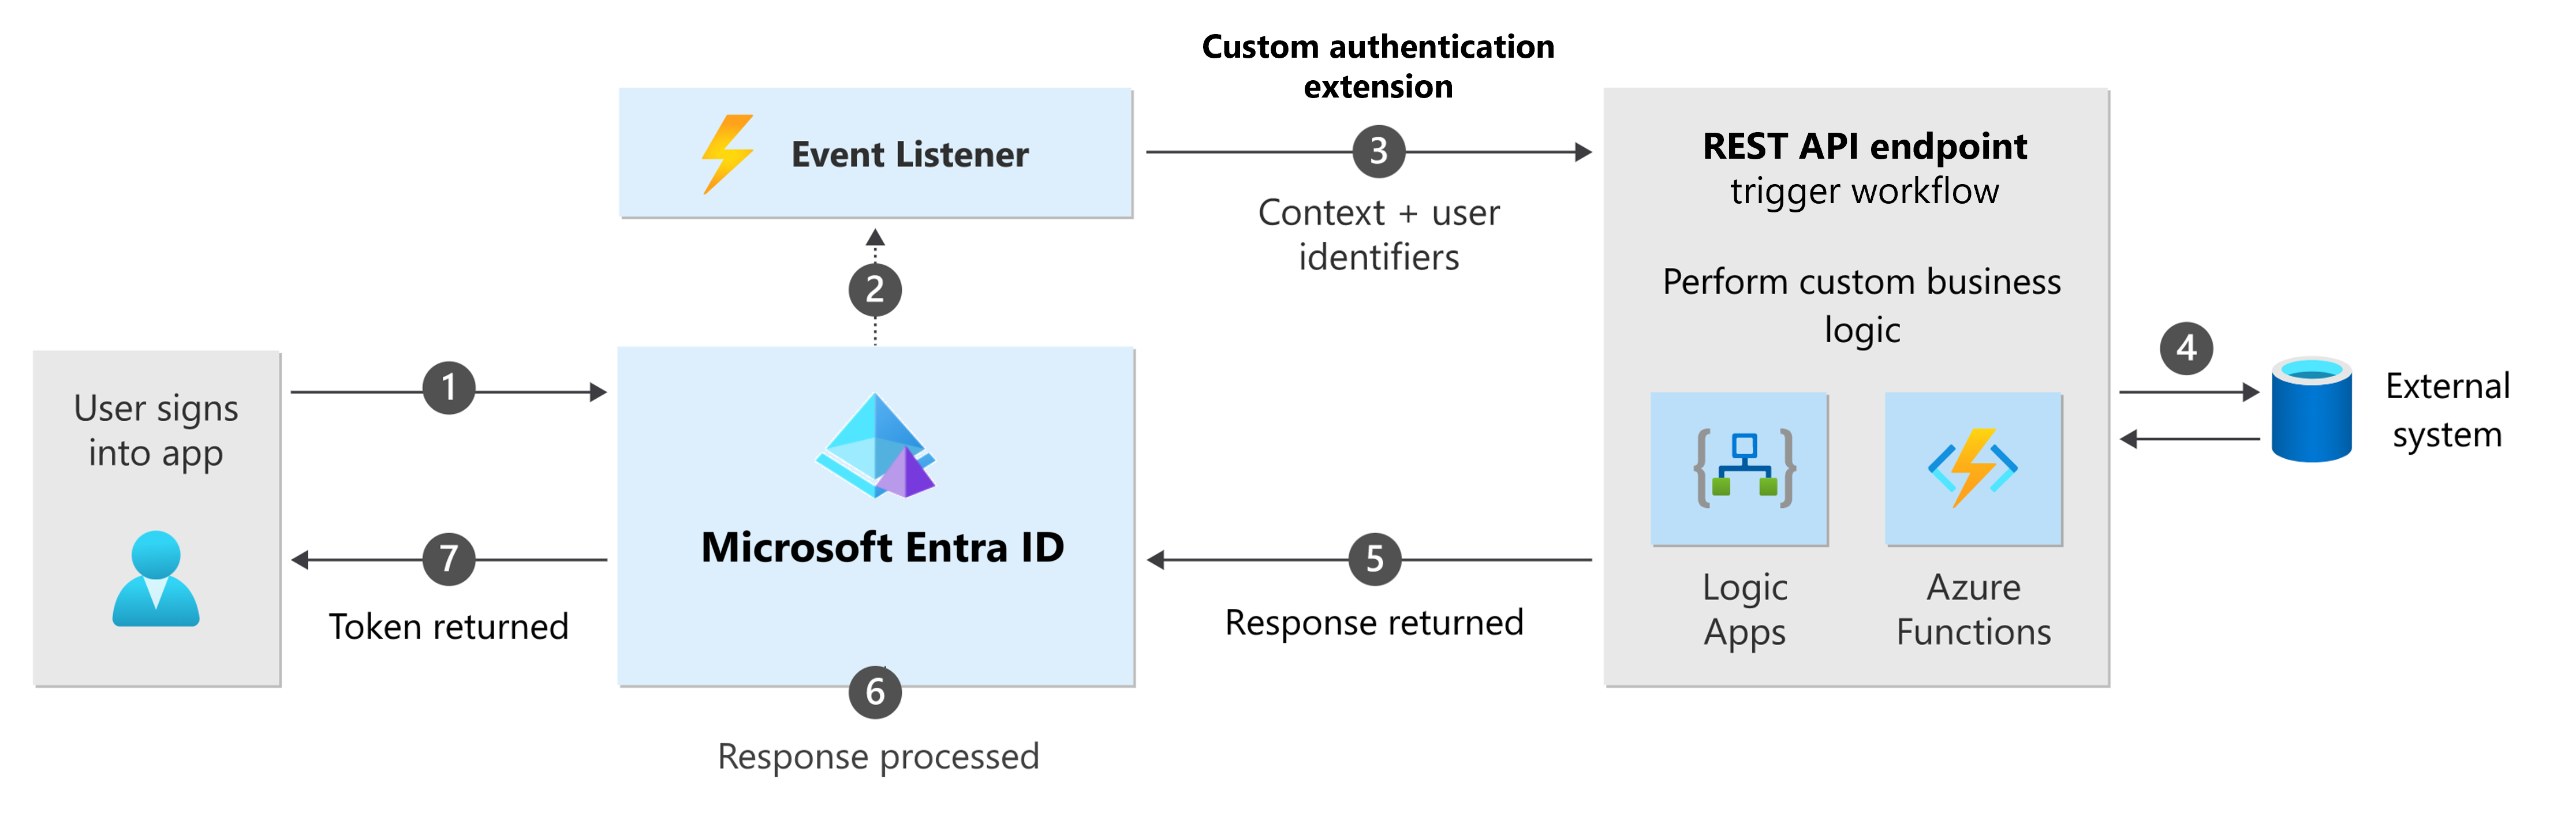 Custom authentication
extension
Event Listener
3
Context + user
identifiers
REST API endpoint
trigger workflow
Perform custom business
logic
2
1
4
User signs
into app
External
system
Microsoft Entra ID
7
Token returned
5
Response returned
Logic
Apps
Azure
Functions
6
Response processed